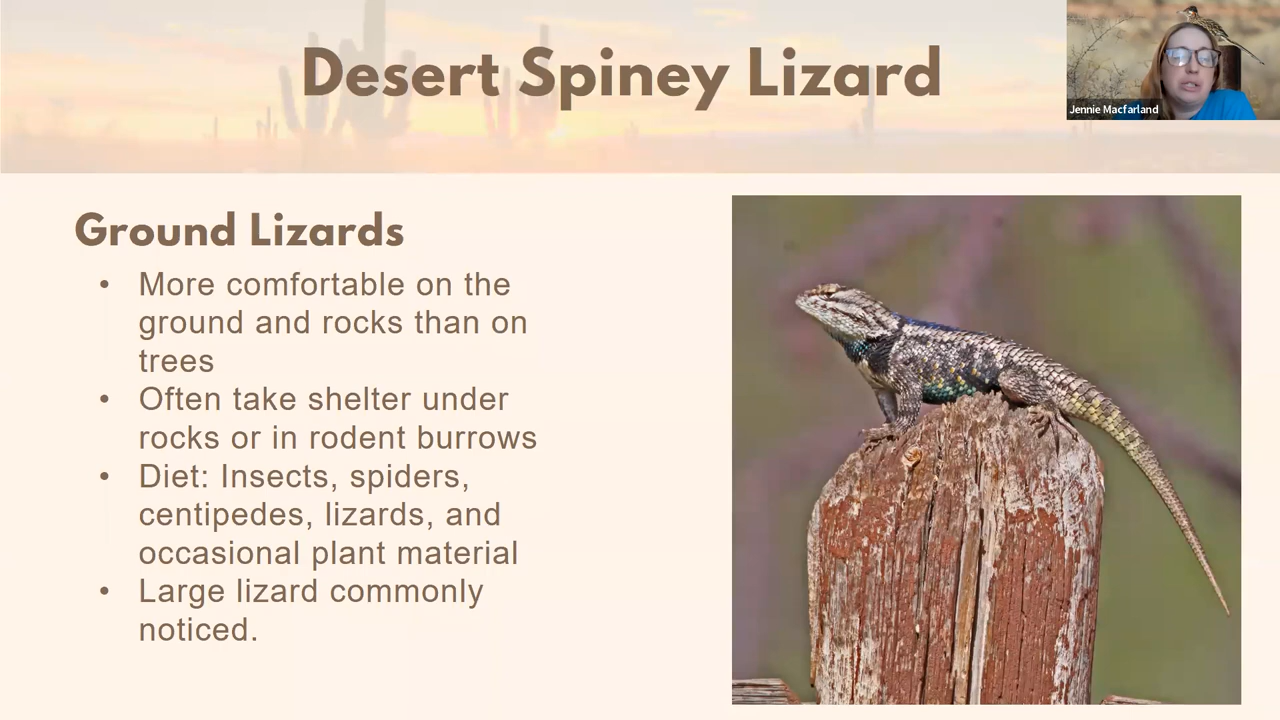 Desert Spiney Lizard
Jennie Macfarland
Ground Lizards
• More comfortable on the
ground and rocks than on
trees
• Often take shelter under
rocks or in rodent burrows
• Diet: Insects, spiders,
centipedes, lizards, and
occasional plant material
• Large lizard commonly
noticed.